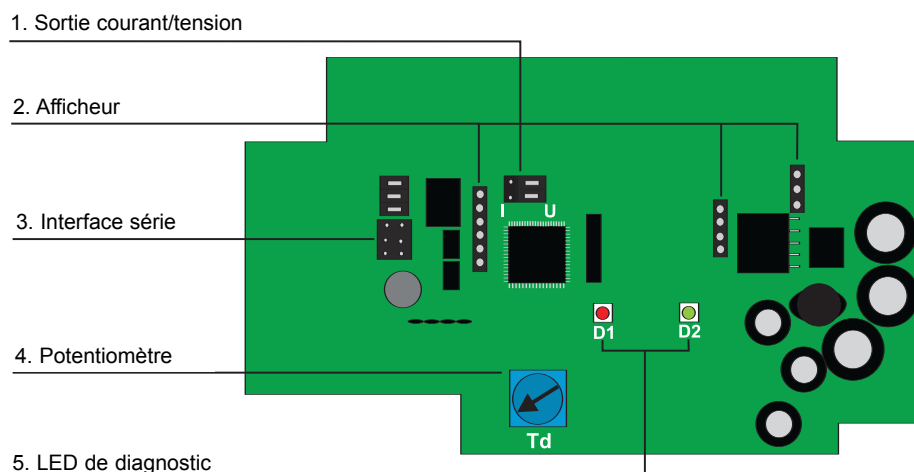 1. Sortie courant/tension
2. Afficheur
I U
3. Interface série
D1 D2
4. Potentiomètre
Td
5. LED de diagnostic